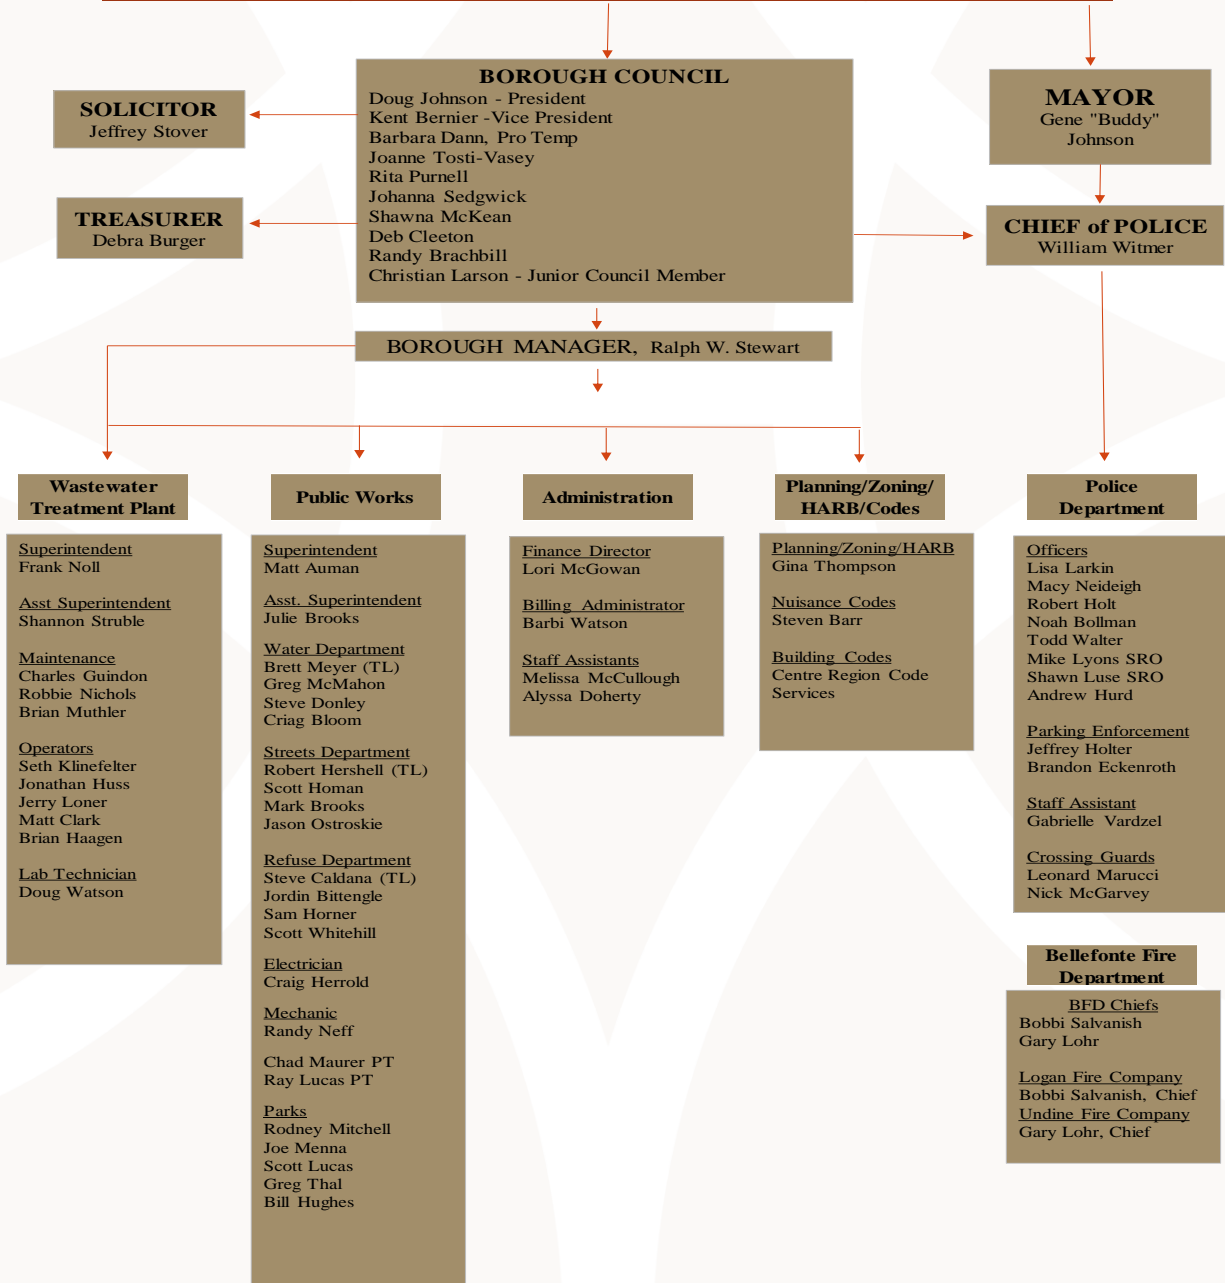 BOROUGH COUNCIL
Doug Johnson - President
Kent Bernier -Vice President
Barbara Dann, Pro Temp
Joanne Tosti-Vasey
Rita Purnell
Johanna Sedgwick
Shawna McKean
Deb Cleeton
Randy Brachbill
Christian Larson - Junior Council Member
SOLICITOR
Jeffrey Stover
TREASURER
Debra Burger
MAYOR
Gene "Buddy"
Johnson
CHIEF of POLICE
William Witmer
BOROUGH MANAGER, Ralph W. Stewart
Wastewater
Treatment Plant
Superintendent
Frank Noll
Asst Superintendent
Shannon Struble
Maintenance
Charles Guindon
Robbie Nichols
Brian Muthler
Operators
Seth Klinefelter
Jonathan Huss
Jerry Loner
Matt Clark
Brian Haagen
Lab Technician
Doug Watson
Public Works
Superintendent
Matt Auman
Asst. Superintendent
Julie Brooks
Water Department
Brett Meyer (TL)
Greg McMahon
Steve Donley
Criag Bloom
Streets Department
Robert Hershell (TL)
Scott Homan
Mark Brooks
Jason Ostroskie
Refuse Department
Steve Caldana (TL)
Jordin Bittengle
Sam Horner
Scott Whitehill
Electrician
Craig Herrold
Mechanic
Randy Neff
Chad Maurer PT
Ray Lucas PT
Parks
Rodney Mitchell
Joe Menna
Scott Lucas
Greg Thal
Bill Hughes
Administration
Finance Director
Lori McGowan
Billing Administrator
Barbi Watson
Staff Assistants
Melissa McCullough
Alyssa Doherty
Planning/Zoning/
HARB/Codes
Planning/Zoning/HARB
Gina Thompson
Nuisance Codes
Steven Barr
Building Codes
Centre Region Code
Services
Police
Department
Officers
Lisa Larkin
Macy Neideigh
Robert Holt
Noah Bollman
Todd Walter
Mike Lyons SRO
Shawn Luse SRO
Andrew Hurd
Parking Enforcement
Jeffrey Holter
Brandon Eckenroth
Staff Assistant
Gabrielle Vardzel
Crossing Guards
Leonard Marucci
Nick McGarvey
Bellefonte Fire
Department
BFD Chiefs
Bobbi Salvanish
Gary Lohr
Logan Fire Company
Bobbi Salvanish, Chief
Undine Fire Company
Gary Lohr, Chief